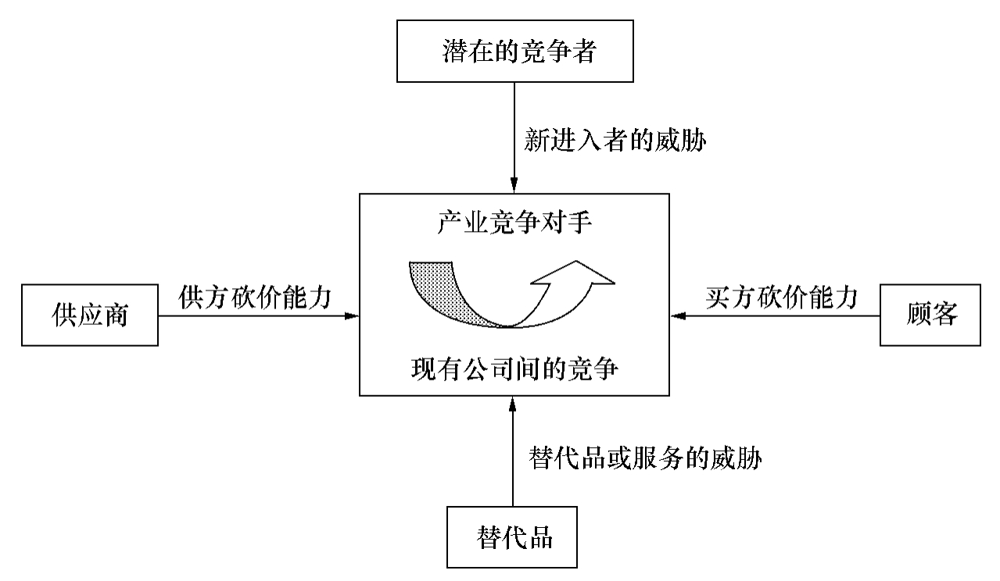 潜在的竞争者
新进入者的威胁
产业竞争对手
供应商
供方砍价能力
买方砍价能力
顾客
现有公司间的竞争
替代品或服务的威胁
替代品